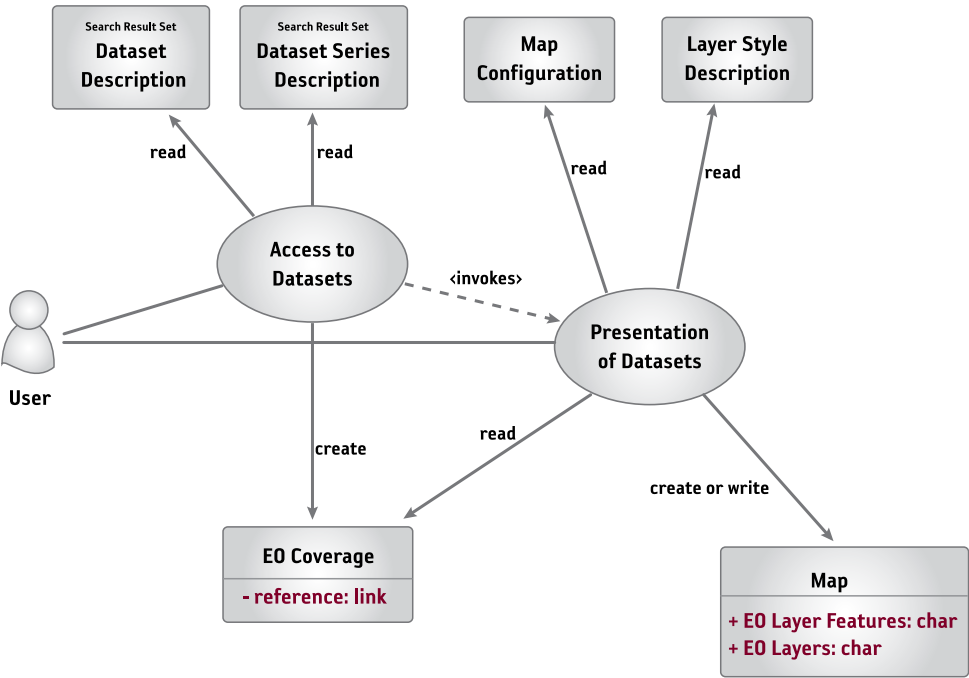 Search Result Set
Dataset
Description
Search Result Set
Dataset Series
Description
Map
Configuration
Layer Style
Description
read
read
read
read
Access to
Datasets
‹invokes›
Presentation
of Datasets
User
create
read
create or write
EO Coverage
- reference: link
Map
+ EO Layer Features: char
+ EO Layers: char